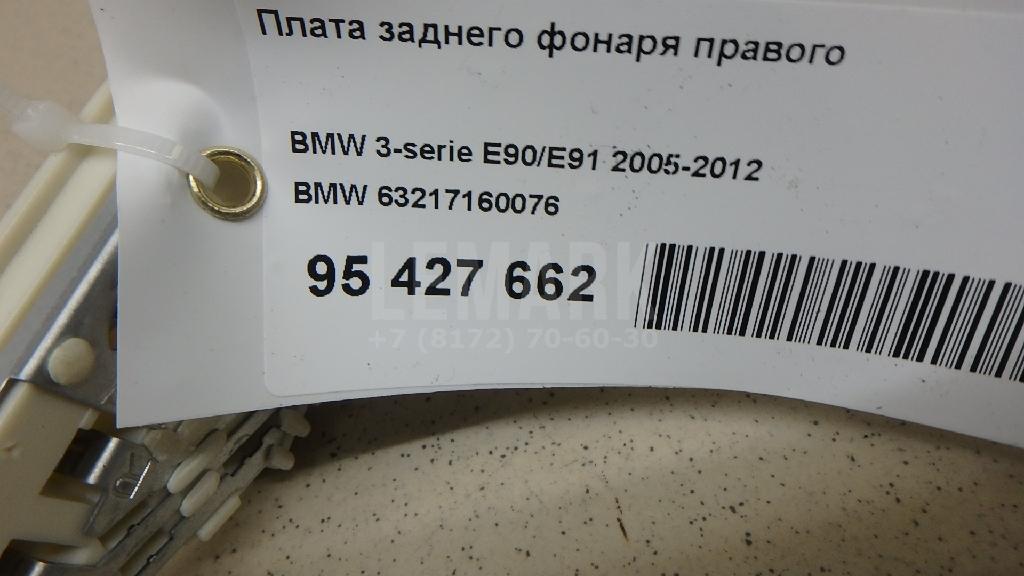 Плата заднего фонаря правого
BMW 3-serie E90/E91 2005-2012
BMW 63217160076
95 427 662
LEMARK
+7 (8172) 70-60-30